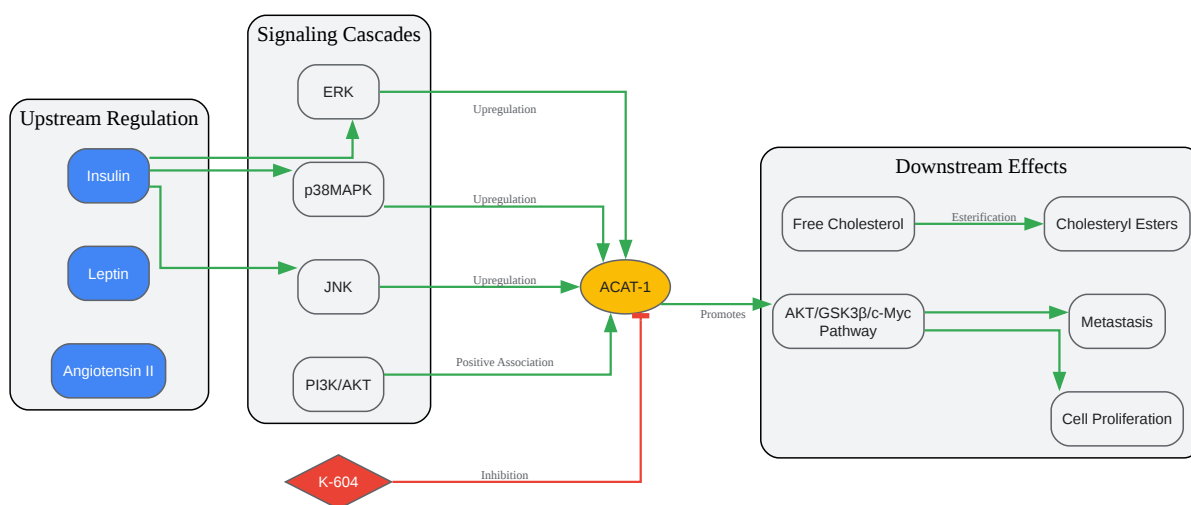 Upstream Regulation
Insulin
Leptin
Angiotensin II
Signaling Cascades
ERK
p38MAPK
JNK
PI3K/AKT
K-604
Upregulation
Upregulation
Upregulation
Positive Association
Inhibition
ACAT-1
Promotes
Downstream Effects
Free Cholesterol
Esterification
Cholesteryl Esters
AKT/GSK3β/c-Myc
Pathway
Metastasis
Cell Proliferation